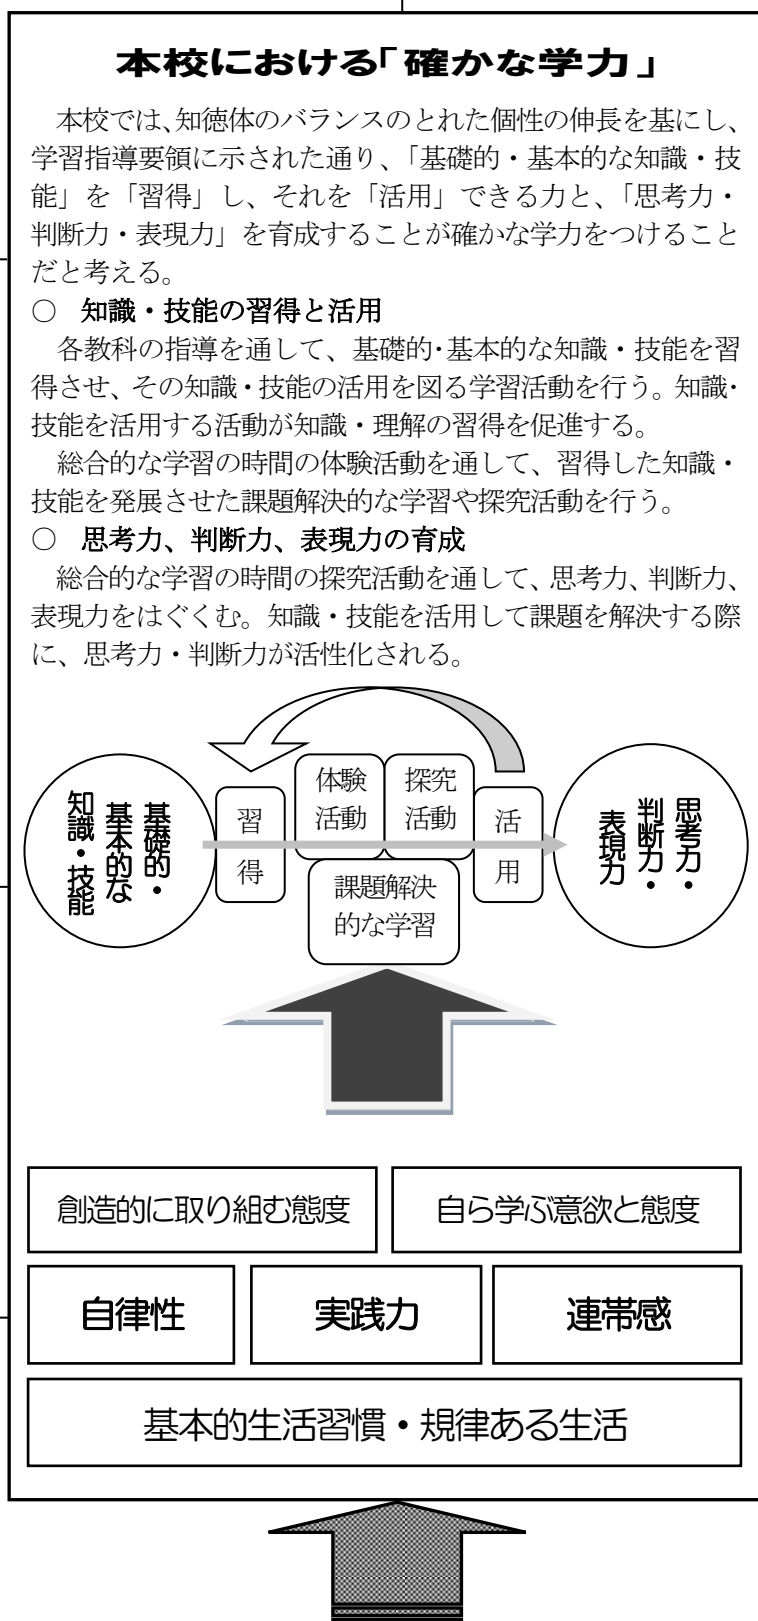 本校における「確かな学力」
本校では、知徳体のバランスのとれた個性の伸長を基にし、
学習指導要領に示された通り、「基礎的・基本的な知識・技
能」を「習得」し、それを「活用」できる力と、「思考力・
判断力・表現力」を育成することが確かな学力をつけること
だと考える。
○　知識・技能の習得と活用
各教科の指導を通して、基礎的・基本的な知識・技能を習
得させ、その知識・技能の活用を図る学習活動を行う。知識・
技能を活用する活動が知識・理解の習得を促進する。
総合的な学習の時間の体験活動を通して、習得した知識・
技能を発展させた課題解決的な学習や探究活動を行う。
○　思考力、判断力、表現力の育成
総合的な学習の時間の探究活動を通して、思考力、判断力、
表現力をはぐくむ。知識・技能を活用して課題を解決する際
に、思考力・判断力が活性化される。
基礎的・
基本的な
知識・技能
習
得
体験
活動
探究
活動
課題解決
的な学習
活
用
思考力・
判断力・
表現力
創造的に取り組む態度
自ら学ぶ意欲と態度
自律性
実践力
連帯感
基本的生活習慣・規律ある生活